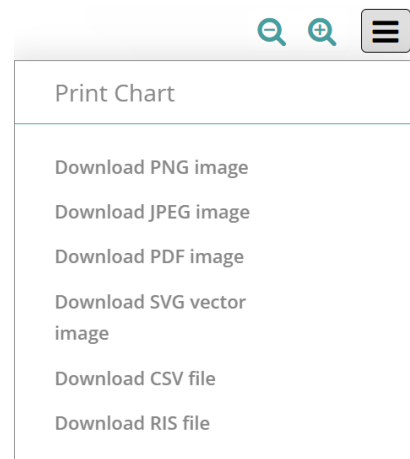 Print Chart
Download PNG image
Download JPEG image
Download PDF image
Download SVG vector
image
Download CSV file
Download RIS file